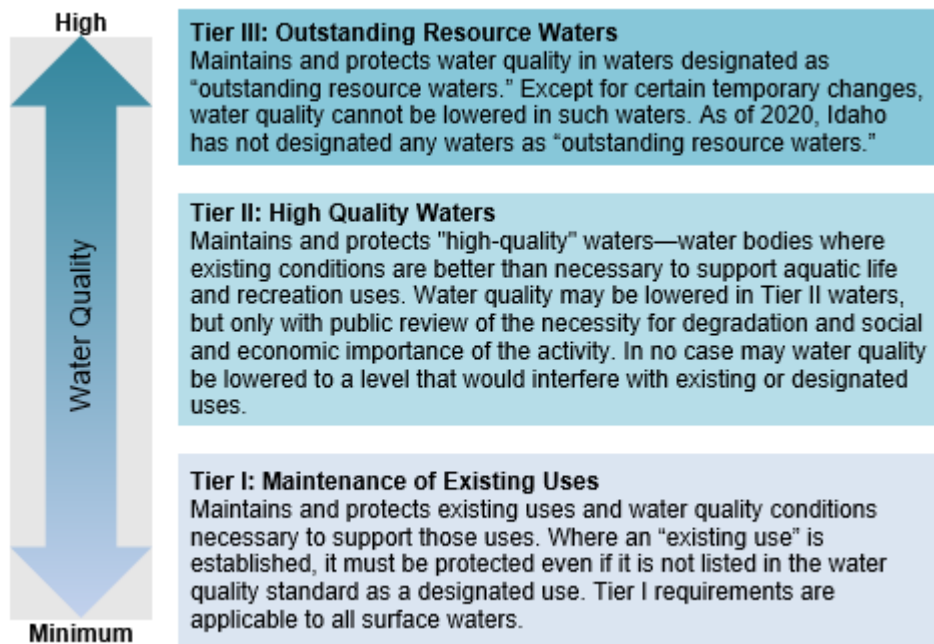 High
Water Quality
Minimum
Tier III: Outstanding Resource Waters
Maintains and protects water quality in waters designated as
“outstanding resource waters.” Except for certain temporary changes,
water quality cannot be lowered in such waters. As of 2020, Idaho
has not designated any waters as “outstanding resource waters.”
Tier II: High Quality Waters
Maintains and protects "high-quality” waters—water bodies where
existing conditions are better than necessary to support aquatic life
and recreation uses. Water quality may be lowered in Tier II waters,
but only with public review of the necessity for degradation and social
and economic importance of the activity. In no case may water quality
be lowered to a level that would interfere with existing or designated
uses.
Tier I: Maintenance of Existing Uses
Maintains and protects existing uses and water quality conditions
necessary to support those uses. Where an “existing use” is
established, it must be protected even if it is not listed in the water
quality standard as a designated use. Tier I requirements are
applicable to all surface waters.